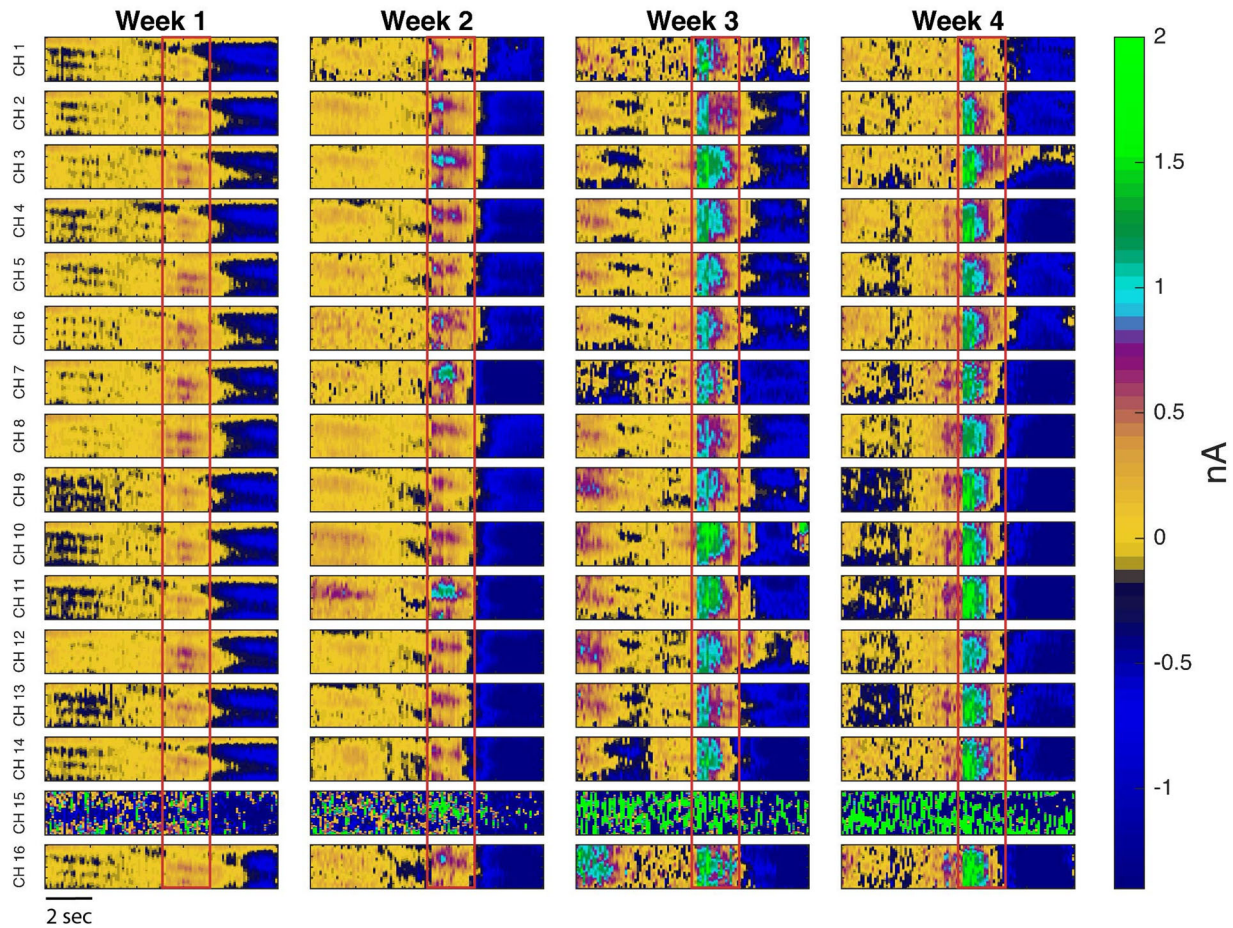 Week 1 Week 2 Week 3 Week 4
CH 1
CH 2
CH 3
CH 4
CH 5
CH 6
CH 7
CH 8
CH 9
CH 10
CH 11
CH 12
CH 13
CH 14
CH 15
CH 16
2 sec
2
1.5
1
0.5
0
-0.5
-1
nA